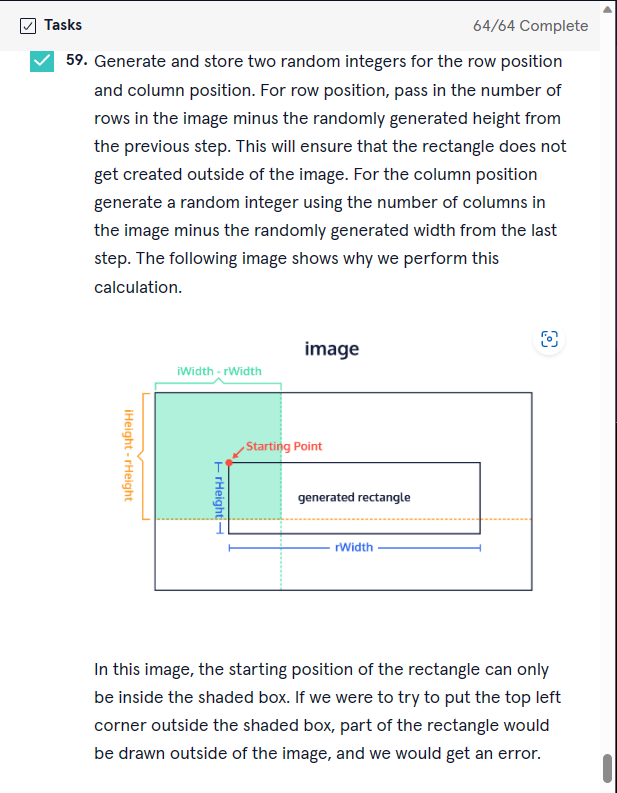 Tasks
64/64 Complete
59. Generate and store two random integers for the row position
and column position. For row position, pass in the number of
rows in the image minus the randomly generated height from
the previous step. This will ensure that the rectangle does not
get created outside of the image. For the column position
generate a random integer using the number of columns in
the image minus the randomly generated width from the last
step. The following image shows why we perform this
calculation.
image
iWidth - rWidth
iHeight - rHeight
Starting Point
rHeight
generated rectangle
rWidth
In this image, the starting position of the rectangle can only
be inside the shaded box. If we were to try to put the top left
corner outside the shaded box, part of the rectangle would
be drawn outside of the image, and we would get an error.